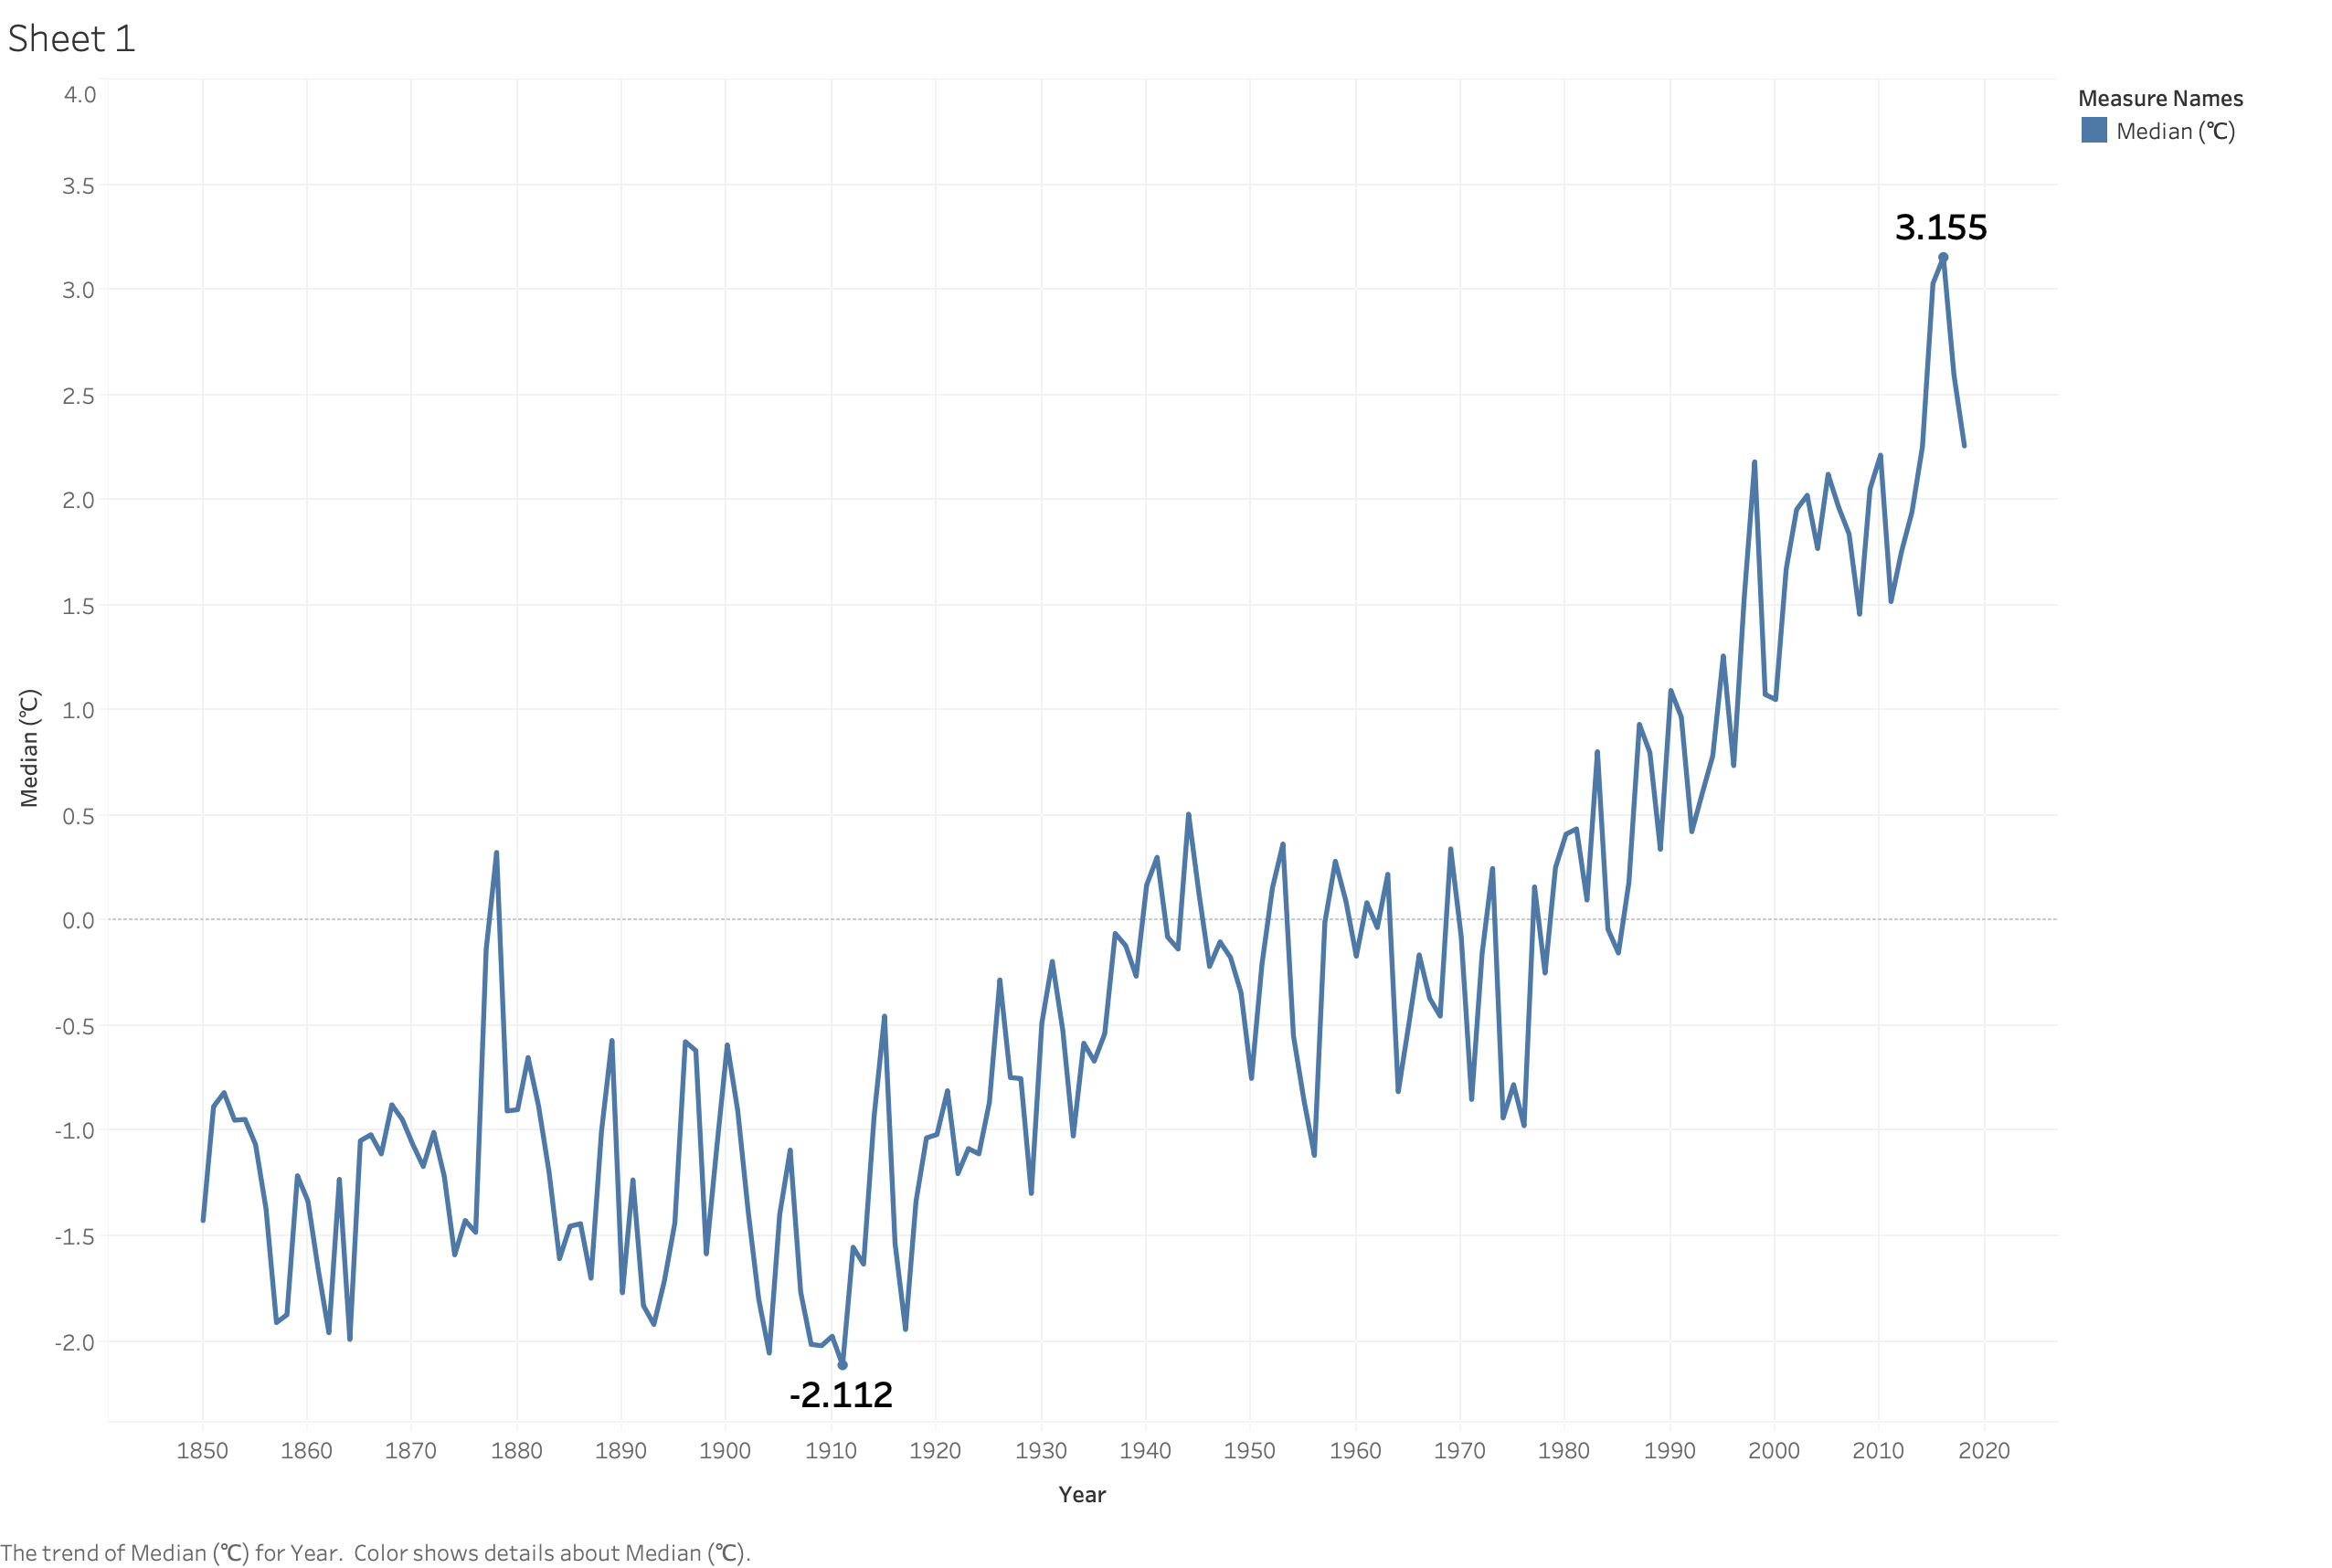 Sheet 1
Measure Names
Median (℃)
4.0
3.5
3.0
2.5
2.0
1.5
1.0
0.5
0.0
-0.5
-1.0
-1.5
-2.0
Median (℃)
3.155
-2.112
1850 1860 1870 1880 1890 1900 1910 1920 1930 1940 1950 1960 1970 1980 1990 2000 2010 2020
Year
The trend of Median (℃) for Year. Color shows details about Median (℃).